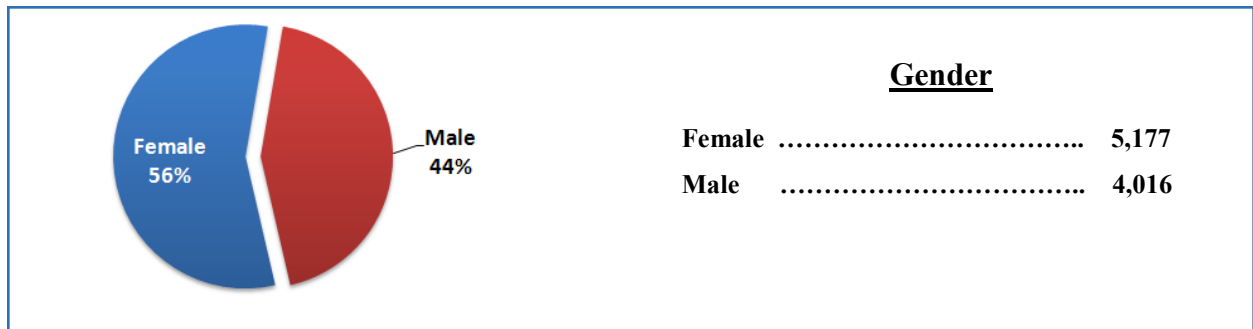 Female
56%
Male
44%
Gender
Female …………………………….. 5,177
Male …………………………….. 4,016